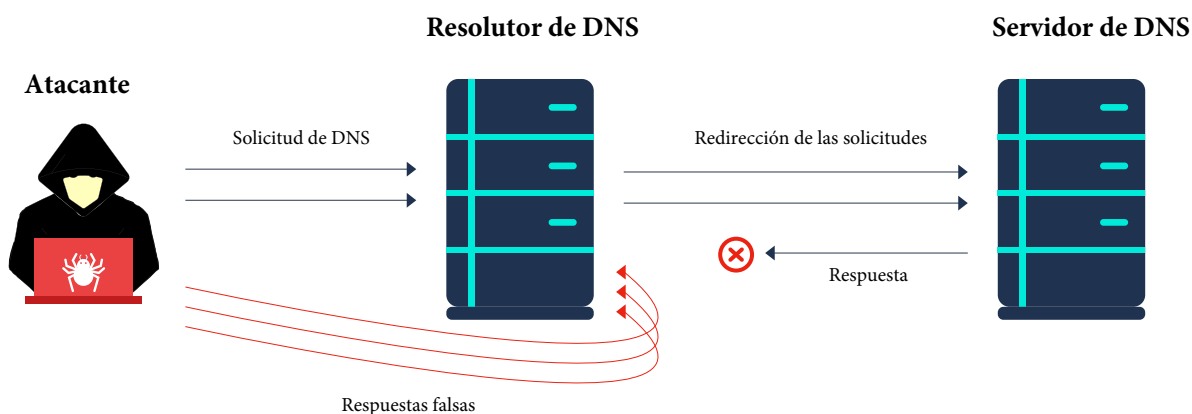 Resolutor de DNS
Servidor de DNS
Atacante
Solicitud de DNS
Redirección de las solicitudes
Respuesta
Respuestas falsas